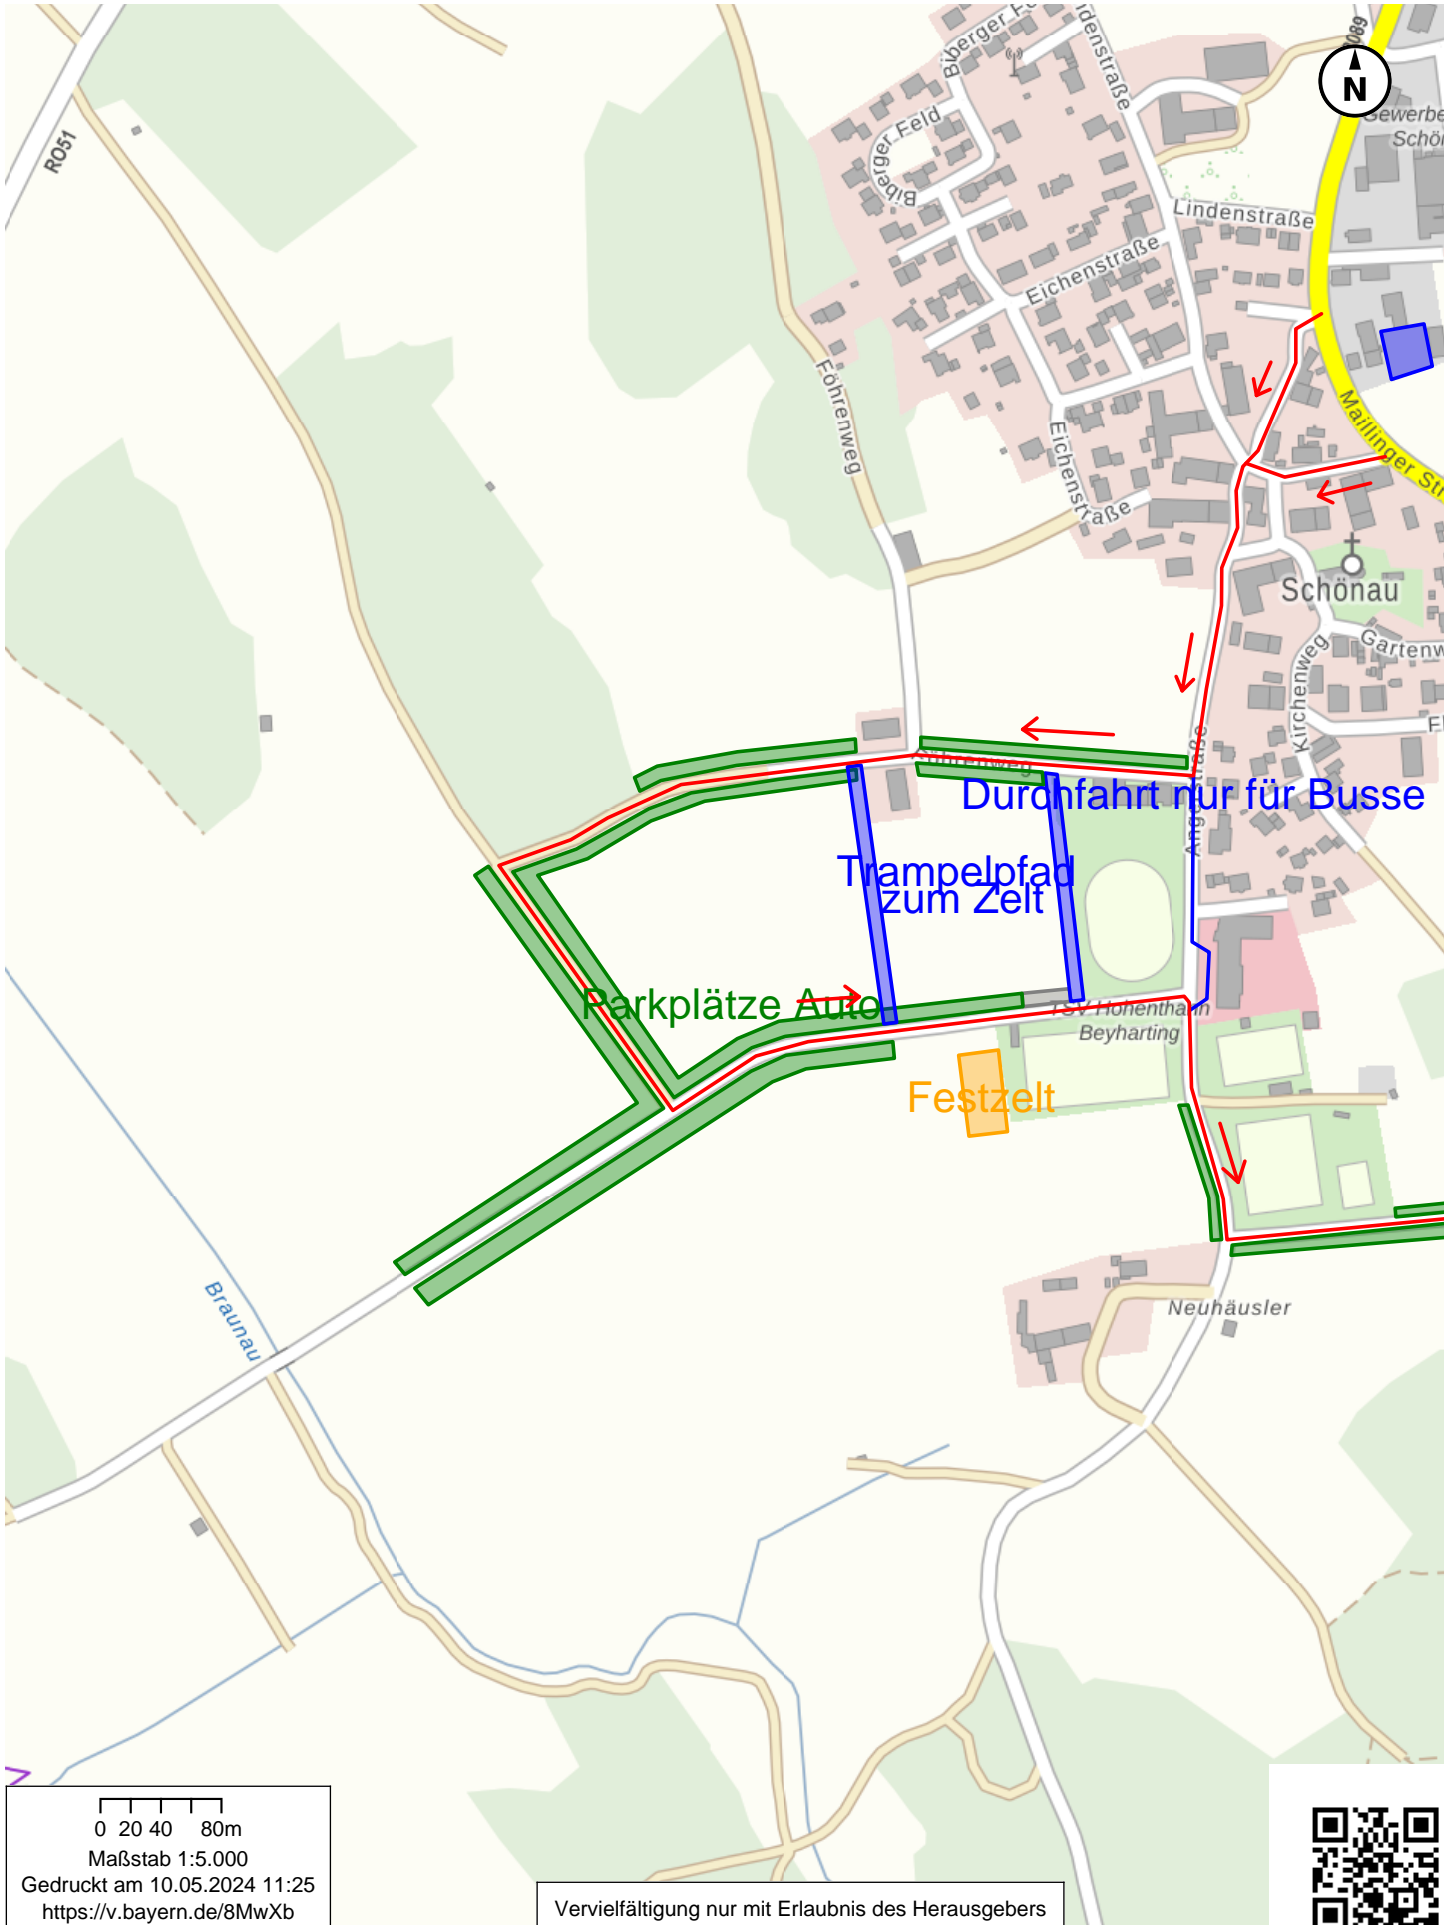 Biberger
Lindenstraße
N
RO51
Biberger Feld
Gewerbe
Schön
Lindenstraße
Eichenstraße
Föhrenweg
Maillinger Str
Eichenstraße
Schönau
Gartenw
Kirchenweg
Föhrenweg
Durchfahrt nur für Busse
Trampelpfad
zum Zelt
Parkplätze Auto
TSV Hohenthann
Beyharting
Festzelt
Braunau
Neuhäusler
0 20 40 80m
Maßstab 1:5.000
Gedruckt am 10.05.2024 11:25
https://v.bayern.de/8MwXb
Vervielfältigung nur mit Erlaubnis des Herausgebers